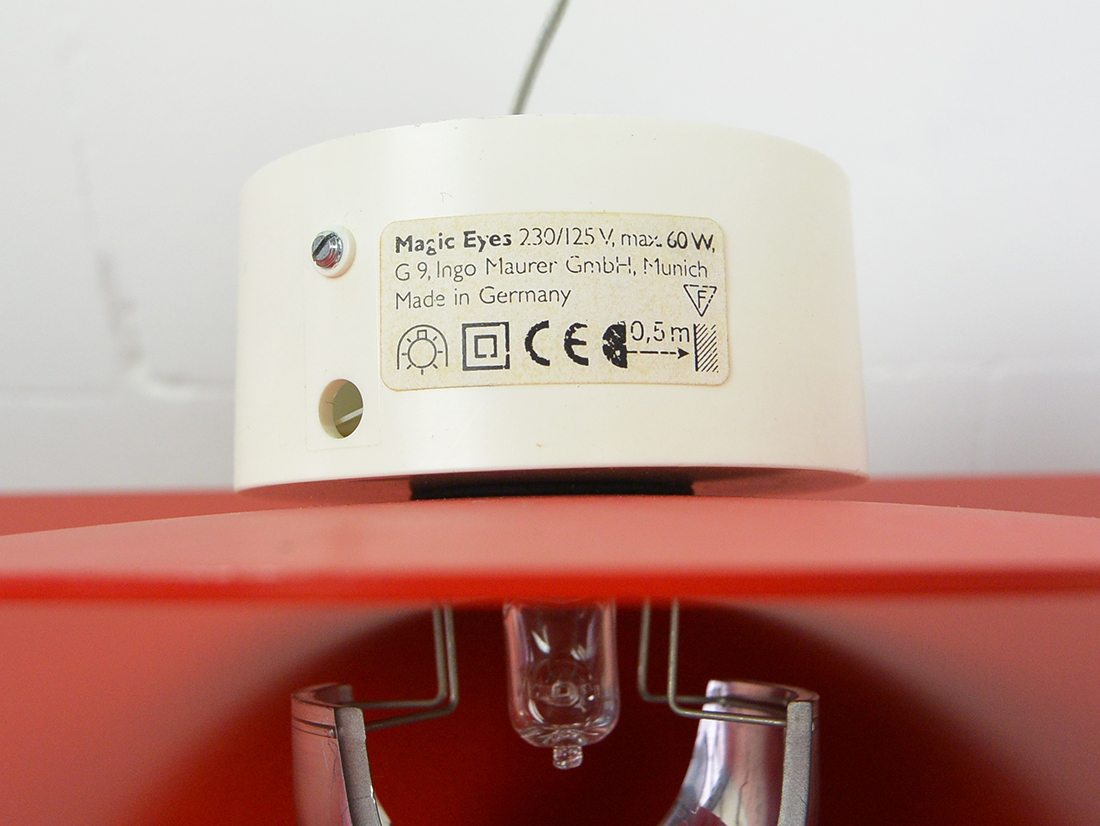 Magic Eyes 230/125 V, max. 60 W,
G 9, Ingo Maurer GmbH, Munich
Made in Germany
F
CE 0,5 m